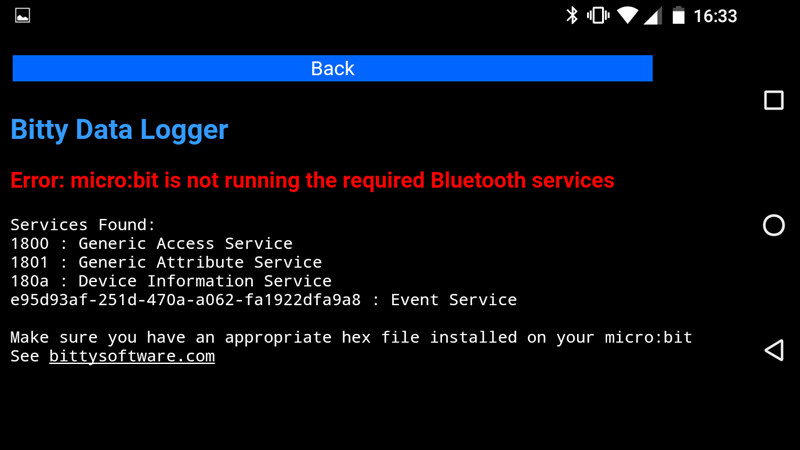 16:33
Back
Bitty Data Logger
Error: micro:bit is not running the required Bluetooth services
Services Found:
1800 : Generic Access Service
1801 : Generic Attribute Service
180a : Device Information Service
e95d93af-251d-470a-a062-fa1922dfa9a8 : Event Service
Make sure you have an appropriate hex file installed on your micro:bit
See bittysoftware.com